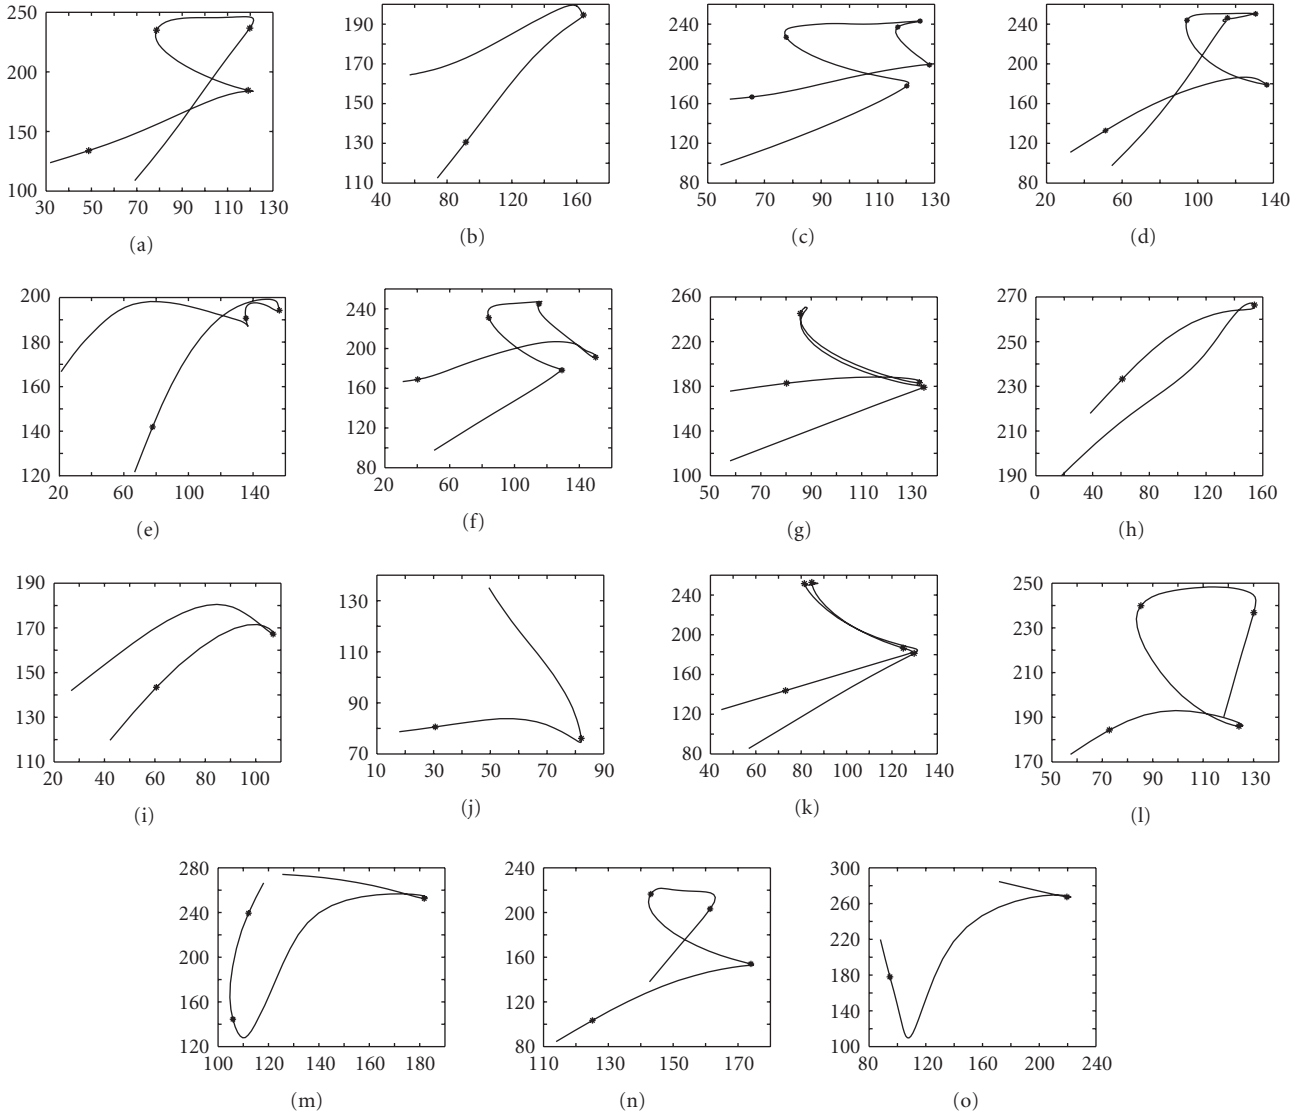 250
200
150
100
30 50 70 90 110 130
(a)
190
170
150
130
110
40 80 120 160
(b)
240
200
160
120
80
50 70 90 110 130
(c)
240
200
160
120
80
20 60 100 140
(d)
200
180
160
140
120
20 60 100 140
(e)
240
200
160
120
80
20 60 100 140
(f)
260
220
180
140
100
50 70 90 110 130
(g)
270
250
230
210
190
0 40 80 120 160
(h)
190
170
150
130
110
20 40 60 80 100
(i)
130
110
90
70
10 30 50 70 90
(j)
240
200
160
120
80
40 60 80 100 120 140
(k)
250
230
210
190
170
50 70 90 110 130
(l)
280
240
200
160
120
100 120 140 160 180
(m)
240
200
160
120
80
110 130 150 170
(n)
300
260
220
180
140
100
80 120 160 200 240
(o)